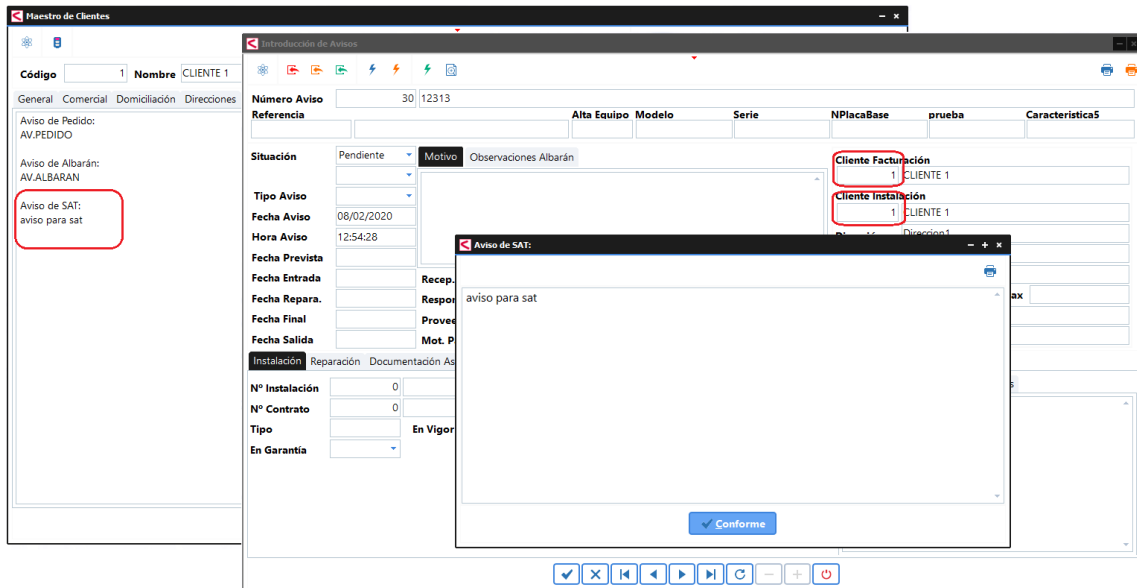 Maestro de Clientes
Código 1 Nombre CLIENTE 1
General Comercial Domiciliación Direcciones
Aviso de Pedido:
AV.PEDIDO
Aviso de Albarán:
AV.ALBARAN
Aviso de SAT:
aviso para sat
Introducción de Avisos
Número Aviso 30 12313
Referencia Alta Equipo Modelo Serie NPlacaBase prueba Caracteristica5
Situación Pendiente Motivo Observaciones Albarán
Cliente Facturación
1 CLIENTE 1
Tipo Aviso
Cliente Instalación
Fecha Aviso 08/02/2020
1 CLIENTE 1
Hora Aviso 12:54:28
Direccion1
Fecha Prevista
Fecha Entrada Recep.
Fecha Repara. Respon
ax
Fecha Final Provee
Fecha Salida Mot. P
Instalación Reparación Documentación As
Nº Instalación 0
s
Nº Contrato 0
Tipo En Vigor
En Garantía
Aviso de SAT:
aviso para sat
Conforme